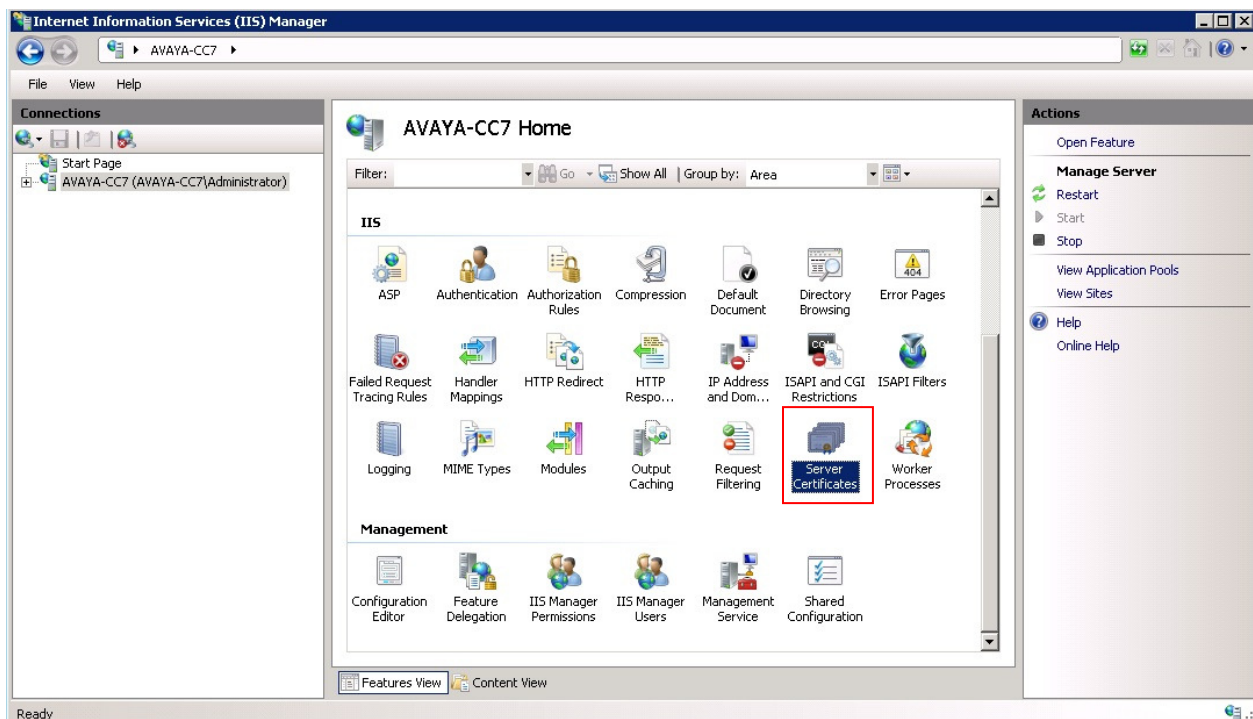 Internet Information Services (IIS) Manager
AVAYA-CC7
File View Help
Connections
Start Page
AVAYA-CC7 (AVAYA-CC7\Administrator)
AVAYA-CC7 Home
Filter: Go Show All Group by: Area
IIS
ASP
Authentication
Authorization
Rules
Compression
Default
Document
Directory
Browsing
404
Error Pages
Failed Request
Tracing Rules
Handler
Mappings
HTTP Redirect
HTTP
Respo...
IP Address
and Dom...
CGI
ISAPI and CGI
Restrictions
ISAPI Filters
Logging
MIME Types
Modules
Output
Caching
Request
Filtering
Server
Certificates
Worker
Processes
Management
Configuration
Editor
Feature
Delegation
IIS Manager
Permissions
IIS Manager
Users
Management
Service
Shared
Configuration
Features View Content View
Actions
Open Feature
Manage Server
Restart
Start
Stop
View Application Pools
View Sites
Help
Online Help
Ready